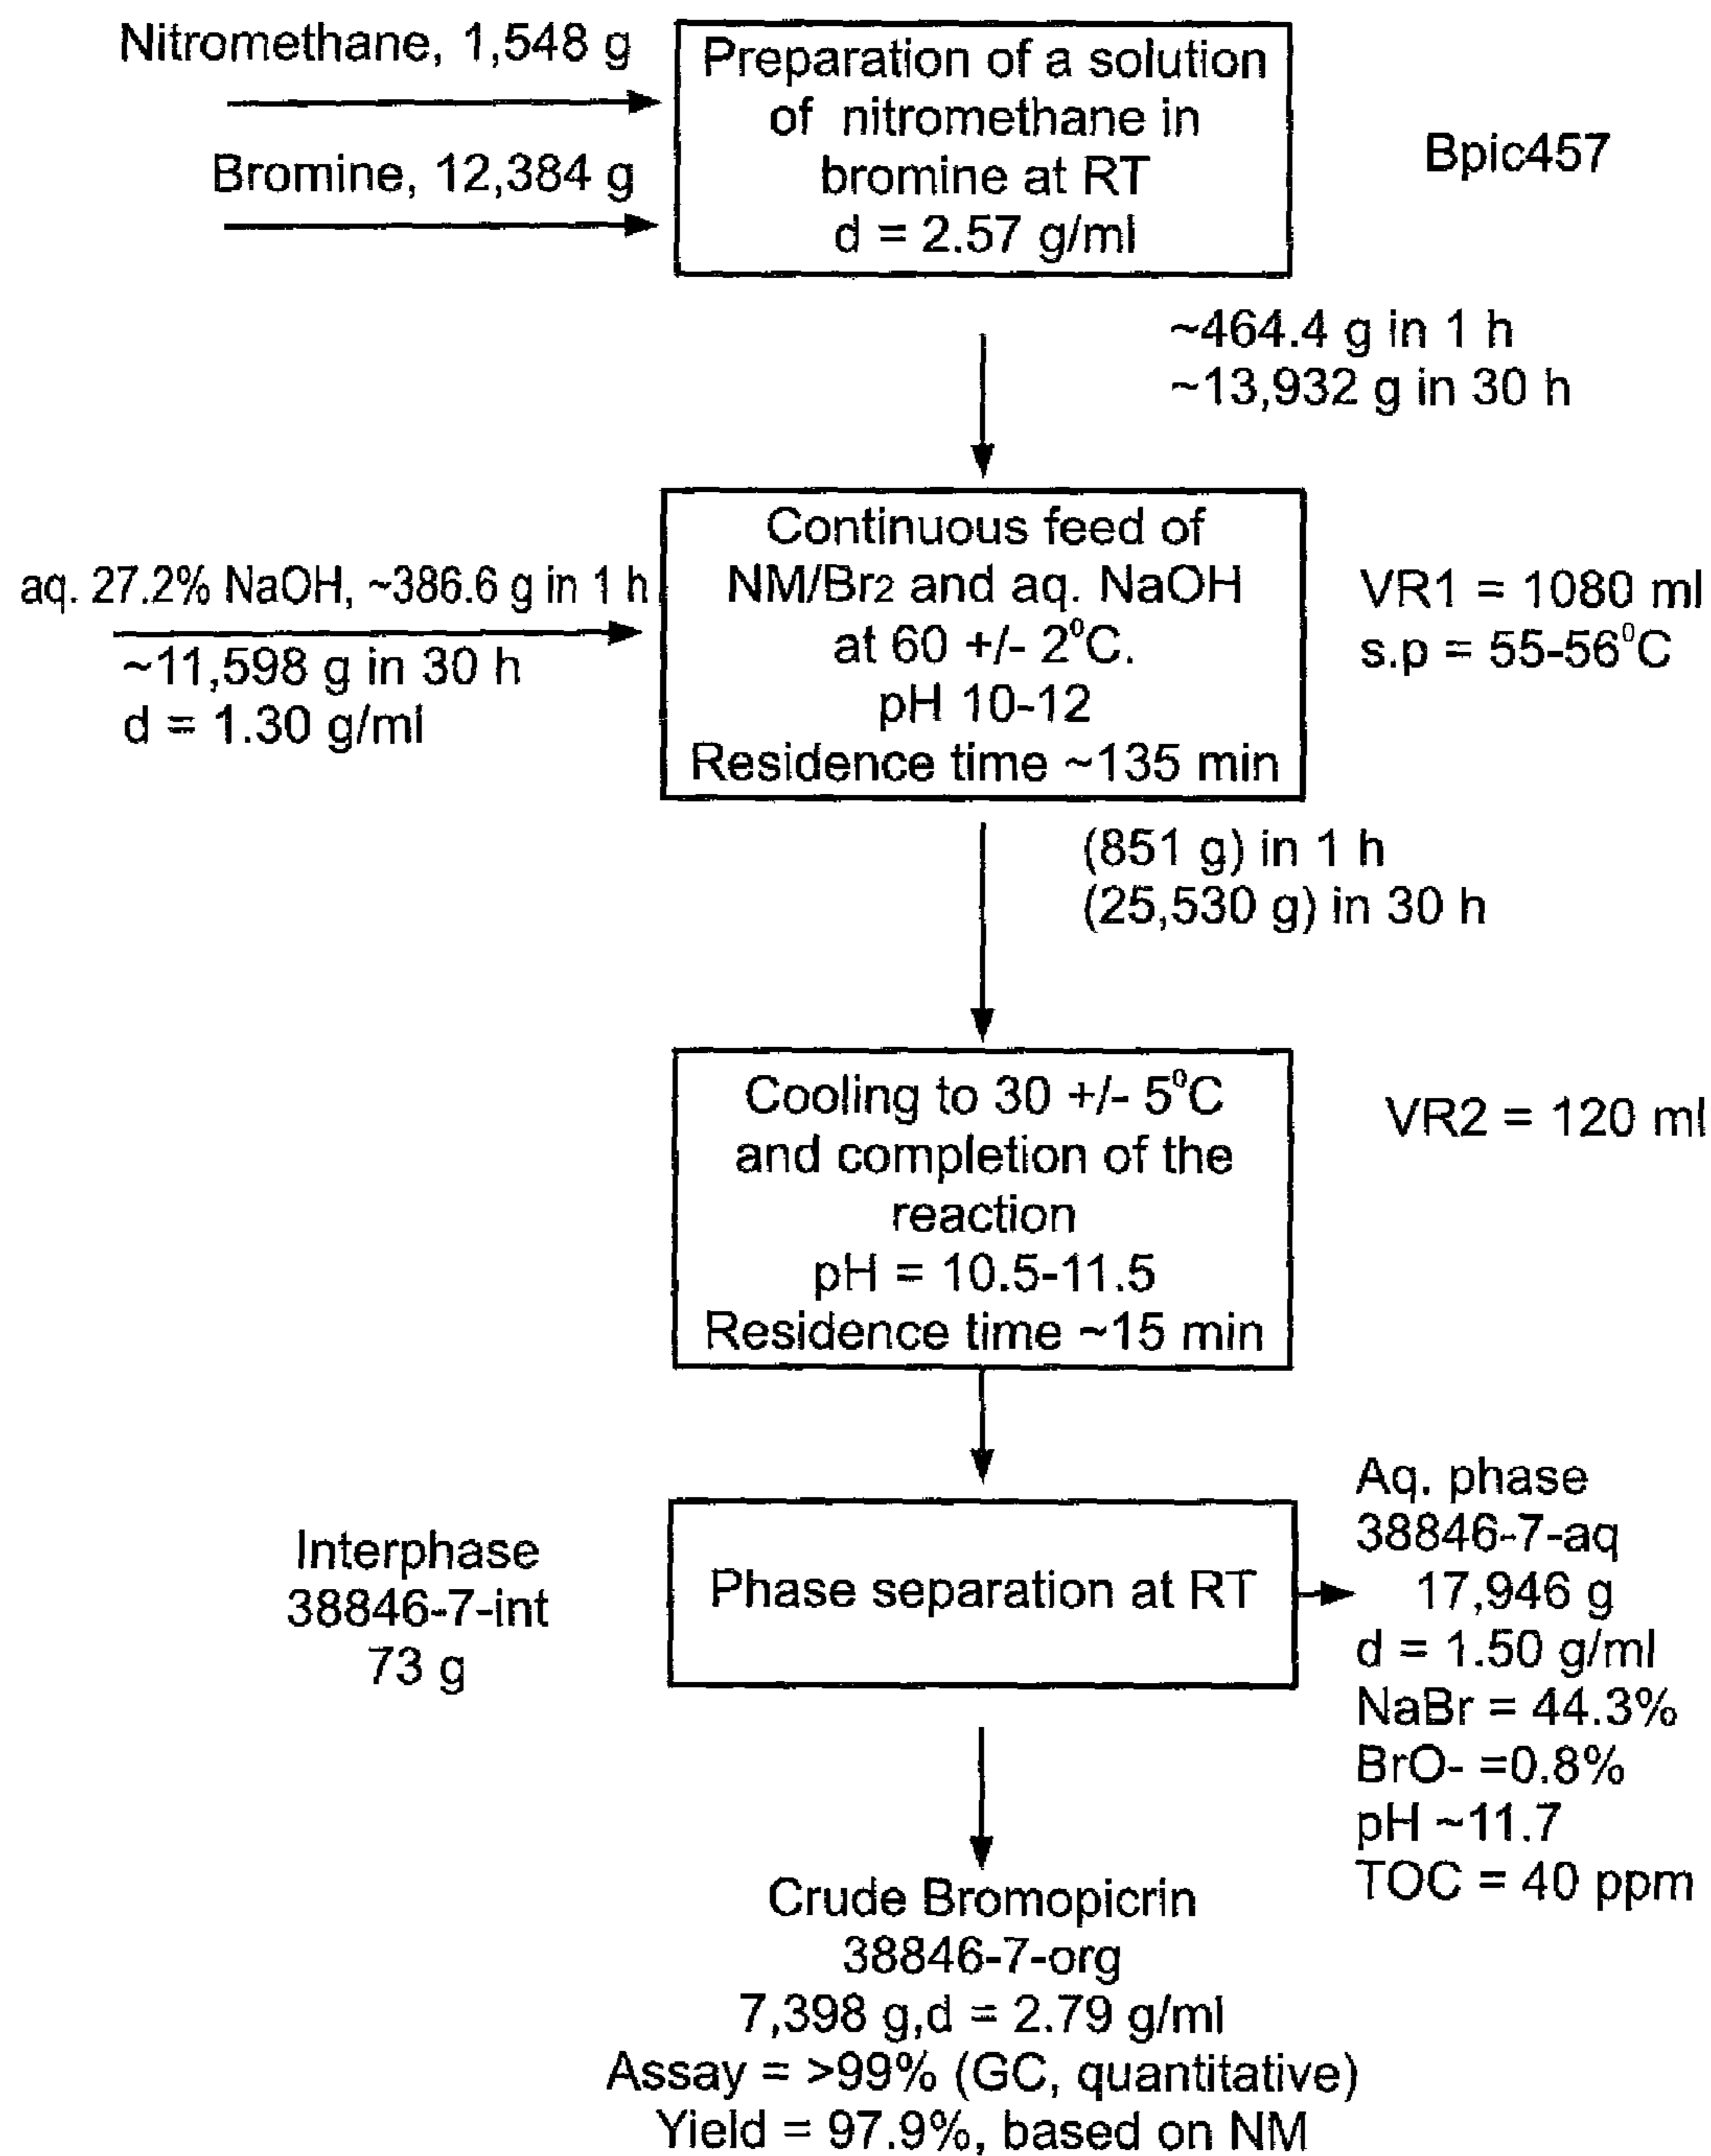 Nitromethane, 1,548 g
Bromine, 12,384 g
Preparation of a solution
of nitromethane in
bromine at RT
d = 2.57 g/ml
Bpic457
~464.4 g in 1 h
~13,932 g in 30 h
aq. 27.2% NaOH, ~386.6 g in 1 h
~11,598 g in 30 h
d = 1.30 g/ml
Continuous feed of
NM/Br2 and aq. NaOH
at 60 +/- 2⁰C.
pH 10-12
Residence time ~135 min
VR1 = 1080 ml
s.p = 55-56⁰C
(851 g) in 1 h
(25,530 g) in 30 h
Cooling to 30 +/- 5⁰C
and completion of the
reaction
pH = 10.5-11.5
Residence time ~15 min
VR2 = 120 ml
Interphase
38846-7-int
73 g
Phase separation at RT
Aq. phase
38846-7-aq
17,946 g
d = 1.50 g/ml
NaBr = 44.3%
BrO- =0.8%
pH ~11.7
TOC = 40 ppm
Crude Bromopicrin
38846-7-org
7,398 g,d = 2.79 g/ml
Assay = >99% (GC, quantitative)
Yield = 97.9%, based on NM